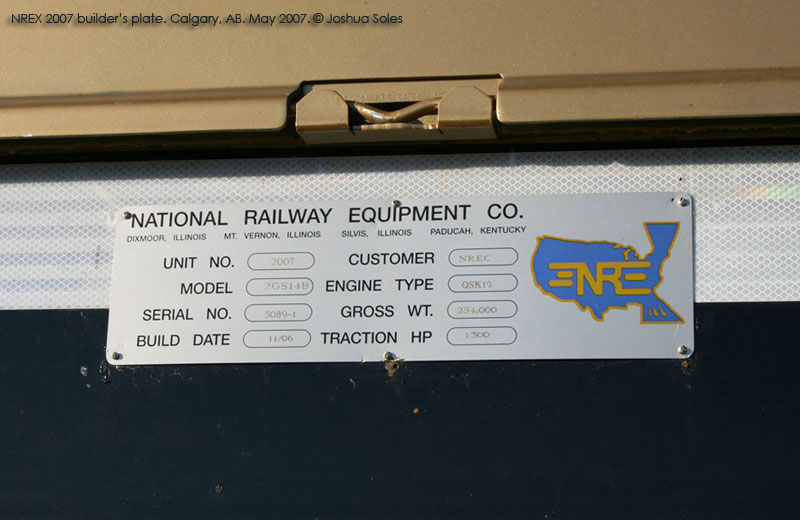 NREX 2007 builder's plate. Calgary, AB. May 2007. © Joshua Soles
NATIONAL RAILWAY EQUIPMENT CO.
DIXMOOR, ILLINOIS MT. VERNON, ILLINOIS SILVIS, ILLINOIS PADUCAH, KENTUCKY
UNIT NO. 2007 CUSTOMER NREC
MODEL 2GS14B ENGINE TYPE QSK19
SERIAL NO. 5089-1 GROSS WT. 254,000
BUILD DATE 11/06 TRACTION HP 1300
NRE